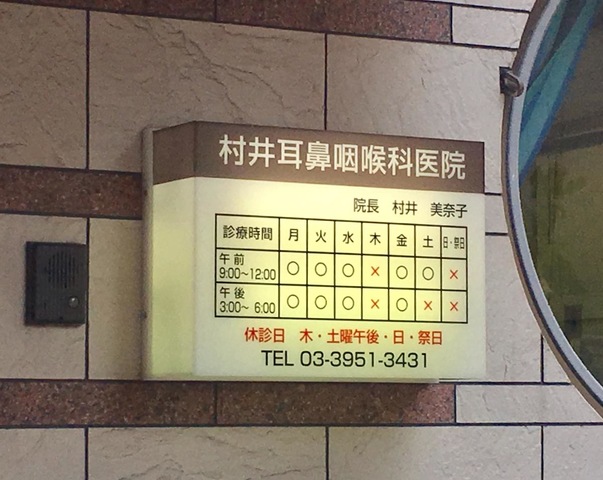 村井耳鼻咽喉科医院
院長 村井 美奈子
診療時間 月 火 水 木 金 土 日・祭日
午前 9:00～12:00 ○ ○ ○ × ○ ○ ×
午後 3:00～ 6:00 ○ ○ ○ × ○ × ×
休診日 木・土曜午後・日・祭日
TEL 03-3951-3431